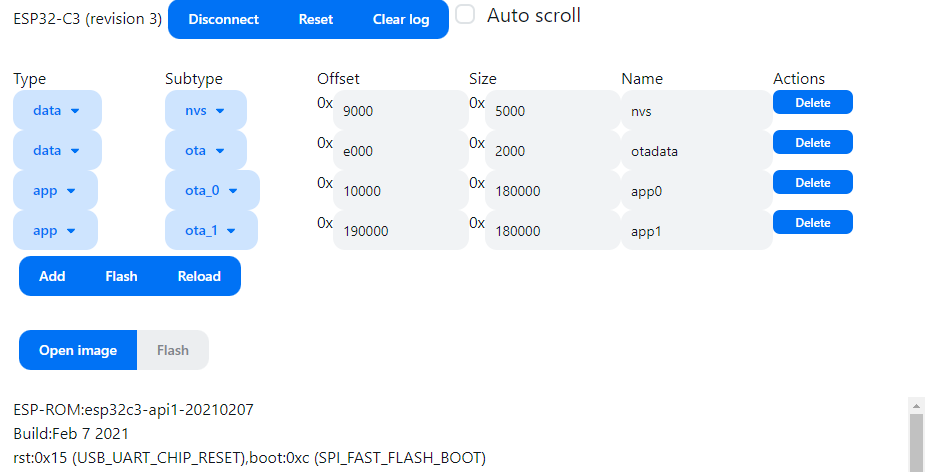 ESP32-C3 (revision 3) Disconnect Reset Clear log Auto scroll
Type Subtype Offset Size Name Actions
data nvs 0x 9000 0x 5000 nvs Delete
data ota 0x e000 0x 2000 otadata Delete
app ota_0 0x 10000 0x 180000 app0 Delete
app ota_1 0x 190000 0x 180000 app1 Delete
Add Flash Reload
Open image Flash
ESP-ROM:esp32c3-api1-20210207
Build:Feb 7 2021
rst:0x15 (USB_UART_CHIP_RESET),boot:0xc (SPI_FAST_FLASH_BOOT)